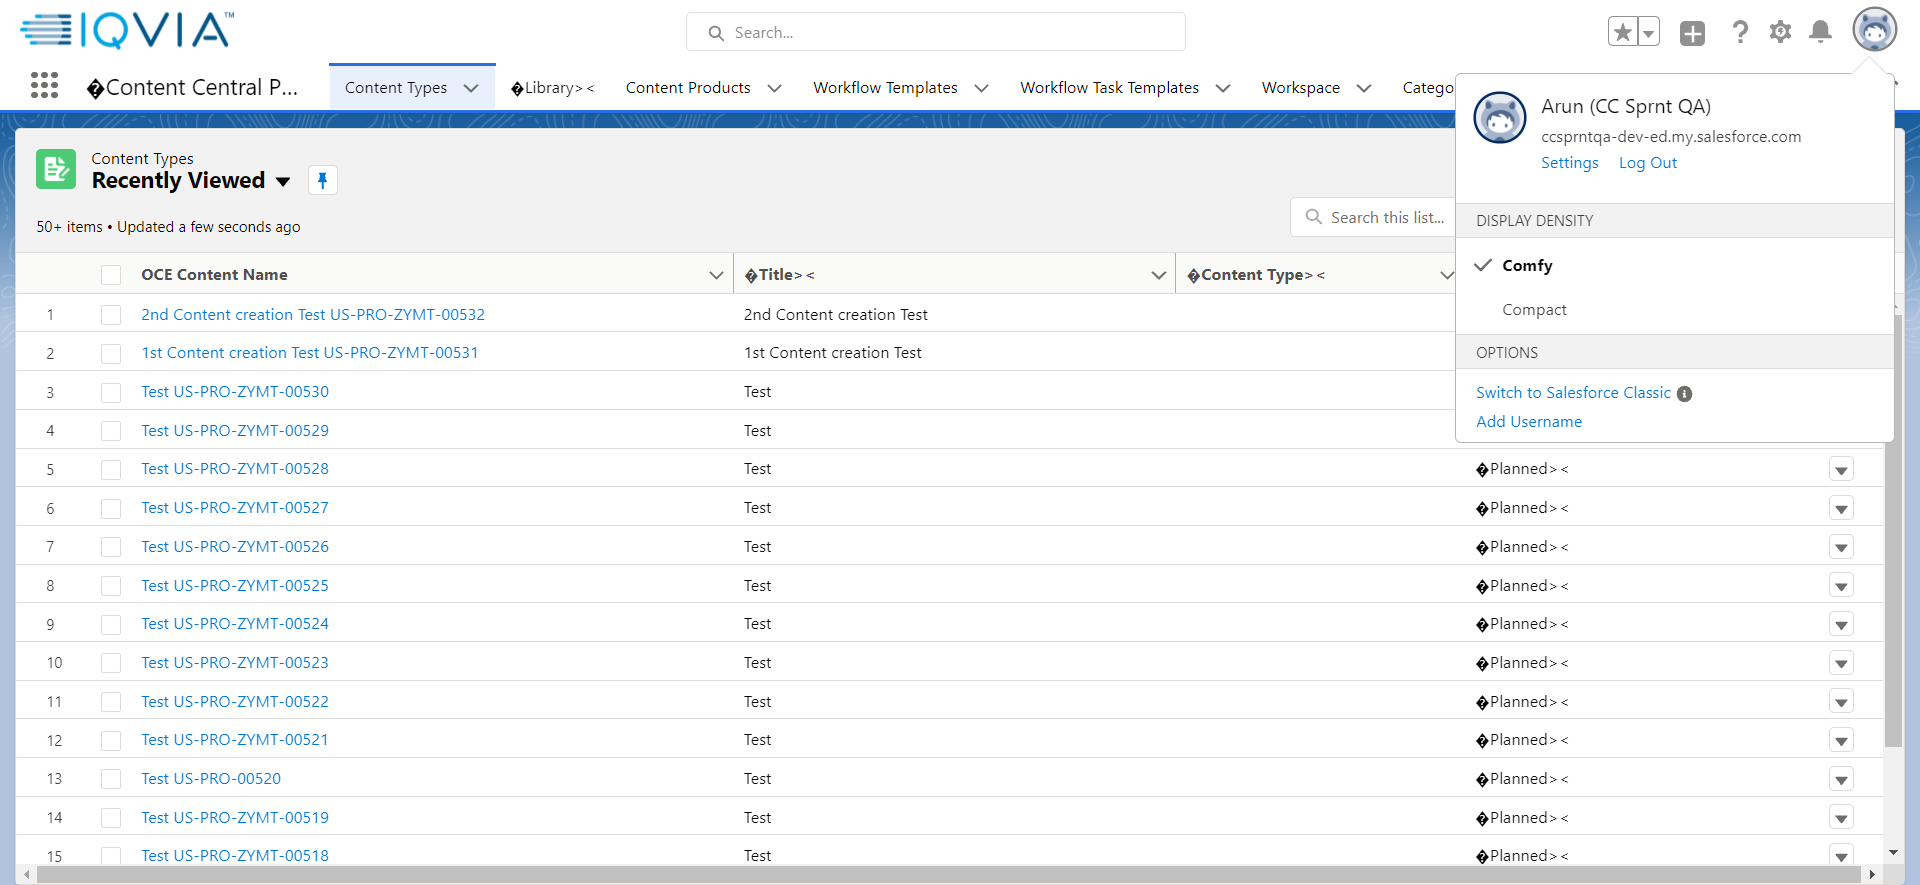 IQVIA™
Search...
�Content Central P...
Content Types
�Library><
Content Products
Workflow Templates
Workflow Task Templates
Workspace
Catego
Arun (CC Sprnt QA)
ccsprntqa-dev-ed.my.salesforce.com
Settings Log Out
DISPLAY DENSITY
Comfy
Compact
OPTIONS
Switch to Salesforce Classic
Add Username
Content Types
Recently Viewed
50+ items • Updated a few seconds ago
Search this list...
OCE Content Name �Title>< �Content Type><
1 2nd Content creation Test US-PRO-ZYMT-00532 2nd Content creation Test
2 1st Content creation Test US-PRO-ZYMT-00531 1st Content creation Test
3 Test US-PRO-ZYMT-00530 Test
4 Test US-PRO-ZYMT-00529 Test
5 Test US-PRO-ZYMT-00528 Test �Planned><
6 Test US-PRO-ZYMT-00527 Test �Planned><
7 Test US-PRO-ZYMT-00526 Test �Planned><
8 Test US-PRO-ZYMT-00525 Test �Planned><
9 Test US-PRO-ZYMT-00524 Test �Planned><
10 Test US-PRO-ZYMT-00523 Test �Planned><
11 Test US-PRO-ZYMT-00522 Test �Planned><
12 Test US-PRO-ZYMT-00521 Test �Planned><
13 Test US-PRO-00520 Test �Planned><
14 Test US-PRO-ZYMT-00519 Test �Planned><
15 Test US-PRO-ZYMT-00518 Test �Planned><